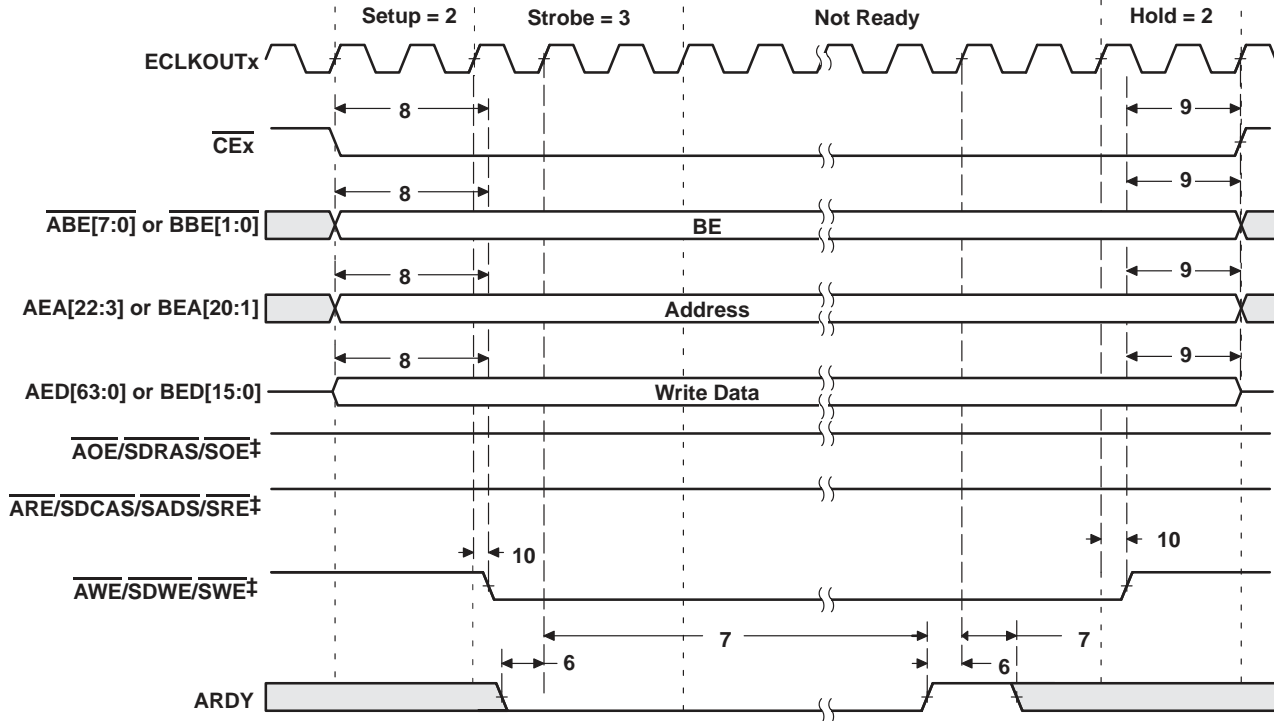 Setup = 2 Strobe = 3 Not Ready Hold = 2
ECLKOUTx
8 9
CEx
8 9
ABE[7:0] or BBE[1:0] BE
8 9
AEA[22:3] or BEA[20:1] Address
8 9
AED[63:0] or BED[15:0] Write Data
AOE/SDRAS/SOE‡
ARE/SDCAS/SADS/SRE‡
10 10
AWE/SDWE/SWE‡
7 7
6 6
ARDY